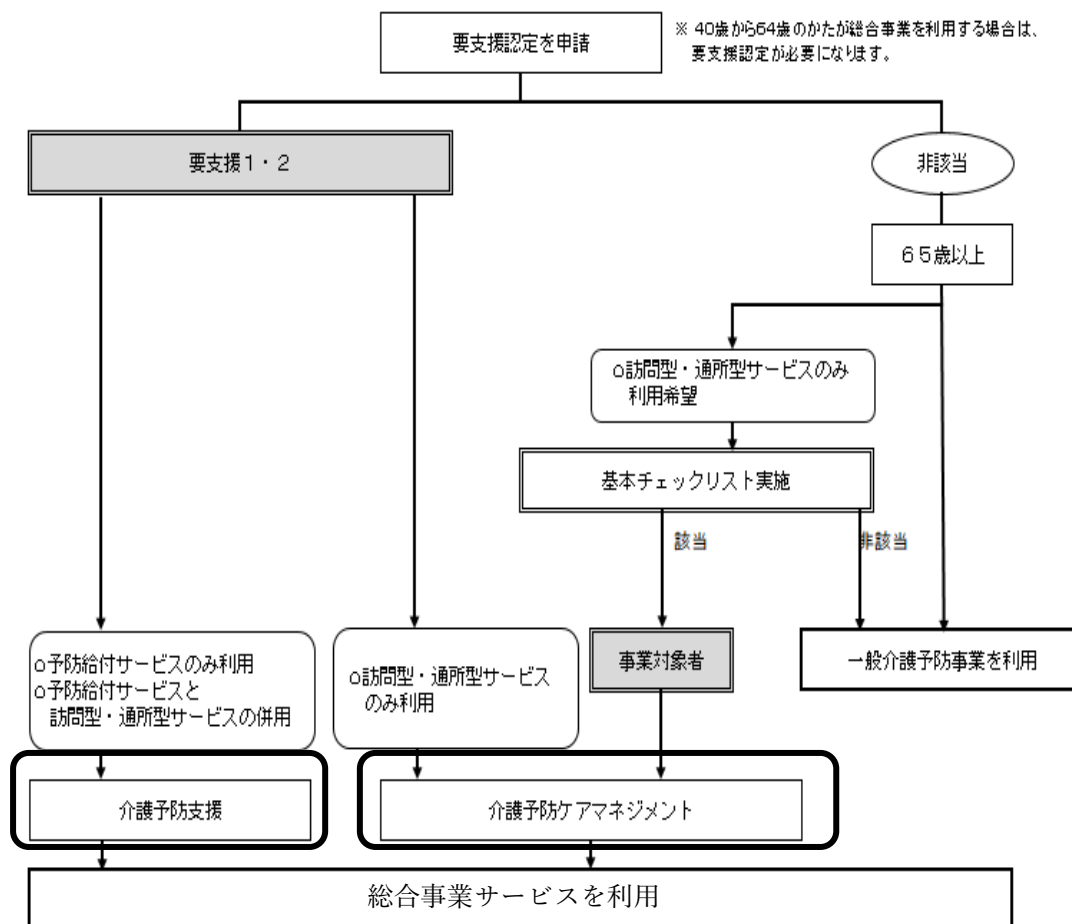 要支援認定を申請
※ 40歳から64歳のかたが総合事業を利用する場合は、
要支援認定が必要になります。
要支援1・2
非該当
65歳以上
○訪問型・通所型サービスのみ
利用希望
基本チェックリスト実施
該当
非該当
○予防給付サービスのみ利用
○予防給付サービスと
訪問型・通所型サービスの併用
○訪問型・通所型サービス
のみ利用
事業対象者
一般介護予防事業を利用
介護予防支援
介護予防ケアマネジメント
総合事業サービスを利用